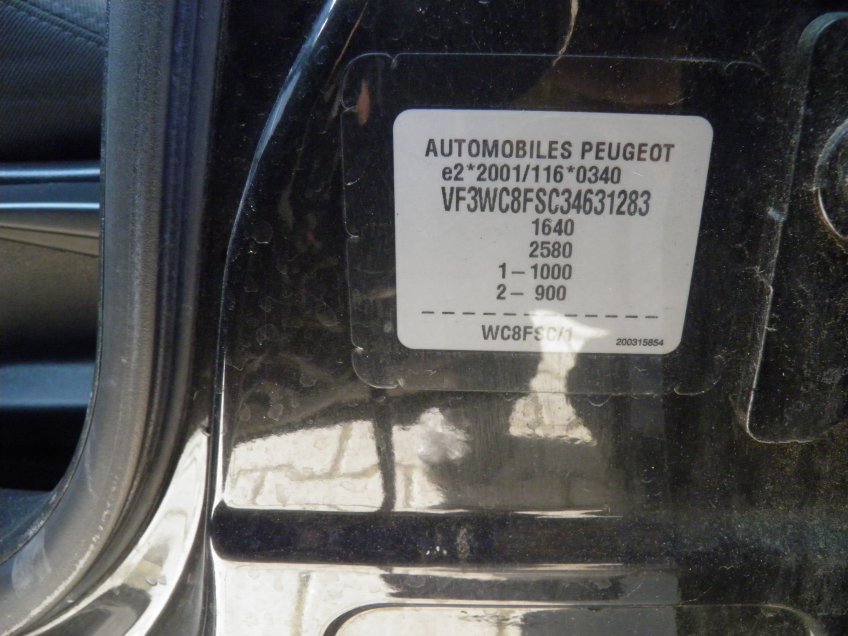 AUTOMOBILES PEUGEOT
e2*2001/116*0340
VF3WC8FSC34631283
1640
2580
1- 1000
2- 900
WC8FSC/1
200315854